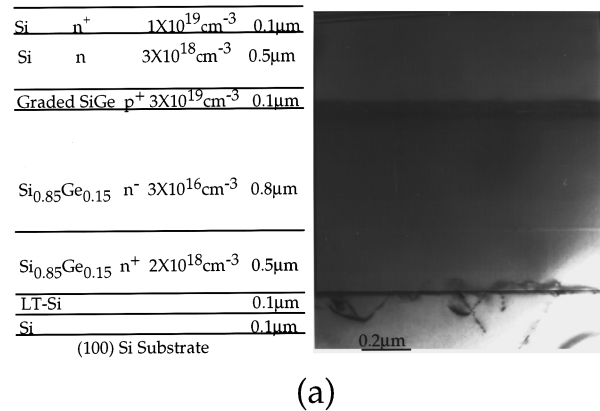 Si n+ 1X10^19cm^-3 0.1µm
Si n 3X10^18cm^-3 0.5µm
Graded SiGe p+ 3X10^19cm^-3 0.1µm
Si0.85Ge0.15 n- 3X10^16cm^-3 0.8µm
Si0.85Ge0.15 n+ 2X10^18cm^-3 0.5µm
LT-Si 0.1µm
Si 0.1µm
(100) Si Substrate
0.2µm
(a)